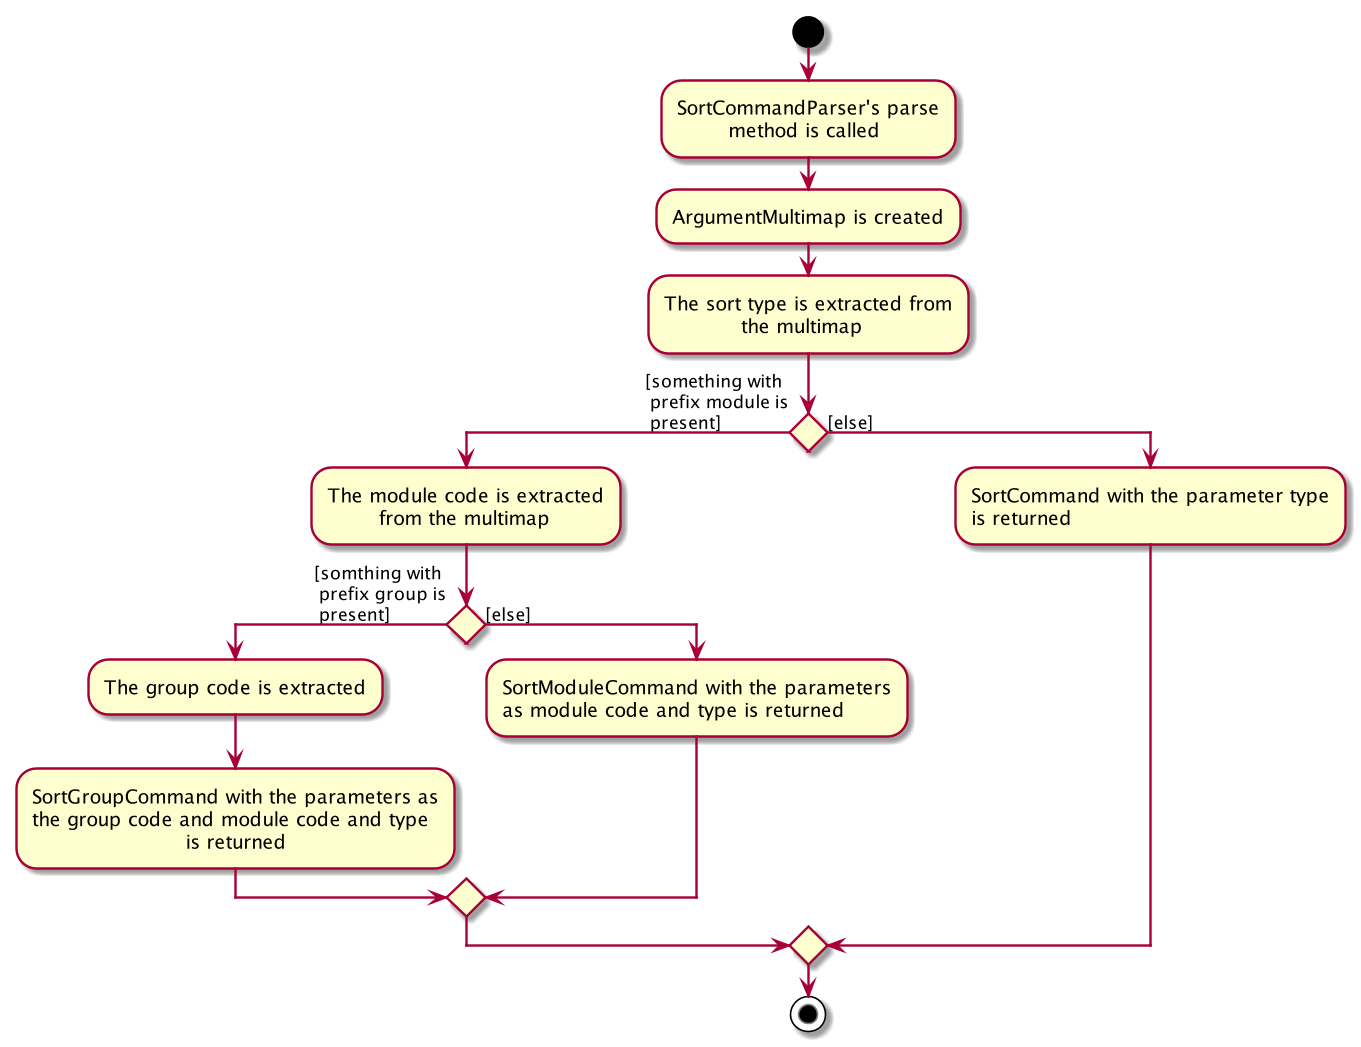 SortCommandParser's parse
method is called
ArgumentMultimap is created
The sort type is extracted from
the multimap
[something with
prefix module is
present]
[else]
The module code is extracted
from the multimap
SortCommand with the parameter type
is returned
[somthing with
prefix group is
present]
[else]
The group code is extracted
SortModuleCommand with the parameters
as module code and type is returned
SortGroupCommand with the parameters as
the group code and module code and type
is returned